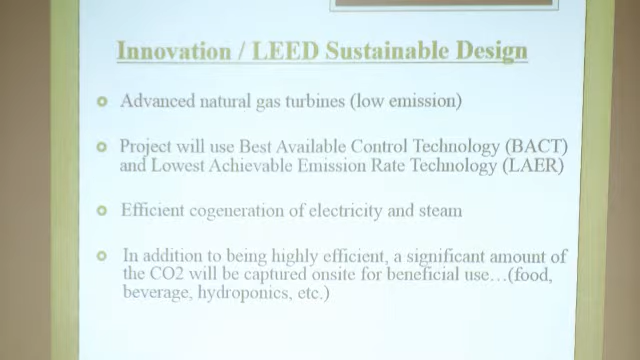 Innovation / LEED Sustainable Design
Advanced natural gas turbines (low emission)
Project will use Best Available Control Technology (BACT)
and Lowest Achievable Emission Rate Technology (LAER)
Efficient cogeneration of electricity and steam
In addition to being highly efficient, a significant amount of
the CO2 will be captured onsite for beneficial use…(food,
beverage, hydroponics, etc.)